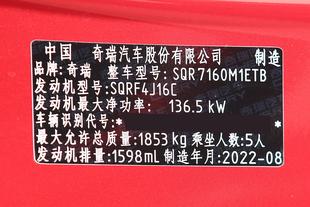 中国 奇瑞汽车股份有限公司 制造
品牌：奇瑞 整车型号：SQR7160M1ETB
发动机型号：SQRF4J16C
发动机最大净功率： 136.5 kW
车辆识别代号：*
最大允许总质量：1853 kg 乘坐人数：5人
发动机排量：1598mL 制造年月：2022-08